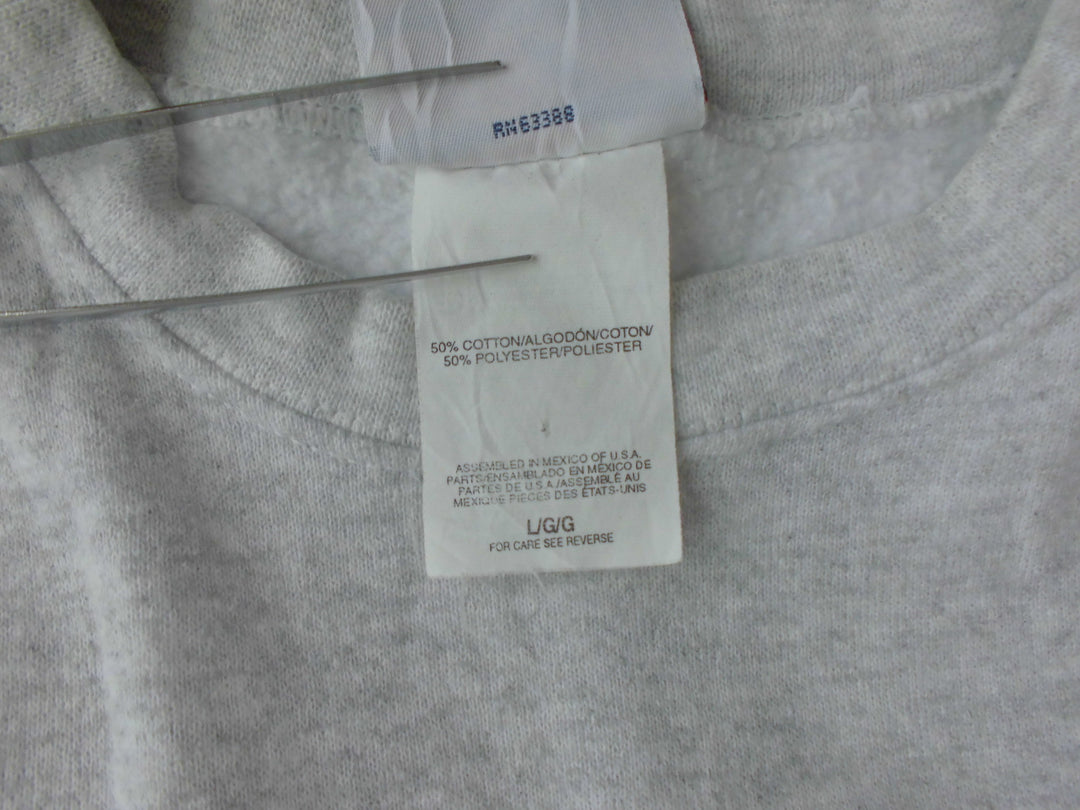 RN63388
50% COTTON/ALGODÓN/COTON/
50% POLYESTER/POLIESTER
ASSEMBLED IN MEXICO OF U.S.A.
PARTS/ENSAMBLADO EN MÉXICO DE
PARTES DE U.S.A./ASSEMBLÉ AU
MEXIQUE PIECES DES ÉTATS-UNIS
L/G/G
FOR CARE SEE REVERSE